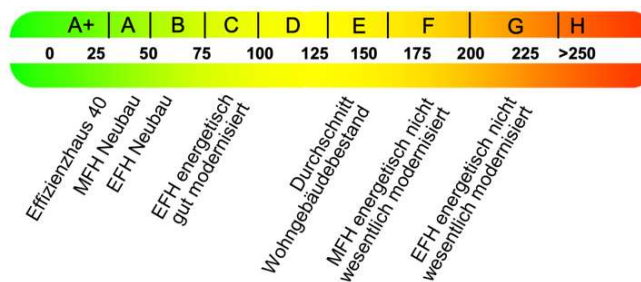 A+ A B C D E F G H
0 25 50 75 100 125 150 175 200 225 >250
Effizienzhaus 40
MFH Neubau
EFH Neubau
EFH energetisch
gut modernisiert
Durchschnitt
Wohngebäudebestand
MFH energetisch nicht
wesentlich modernisiert
EFH energetisch nicht
wesentlich modernisiert